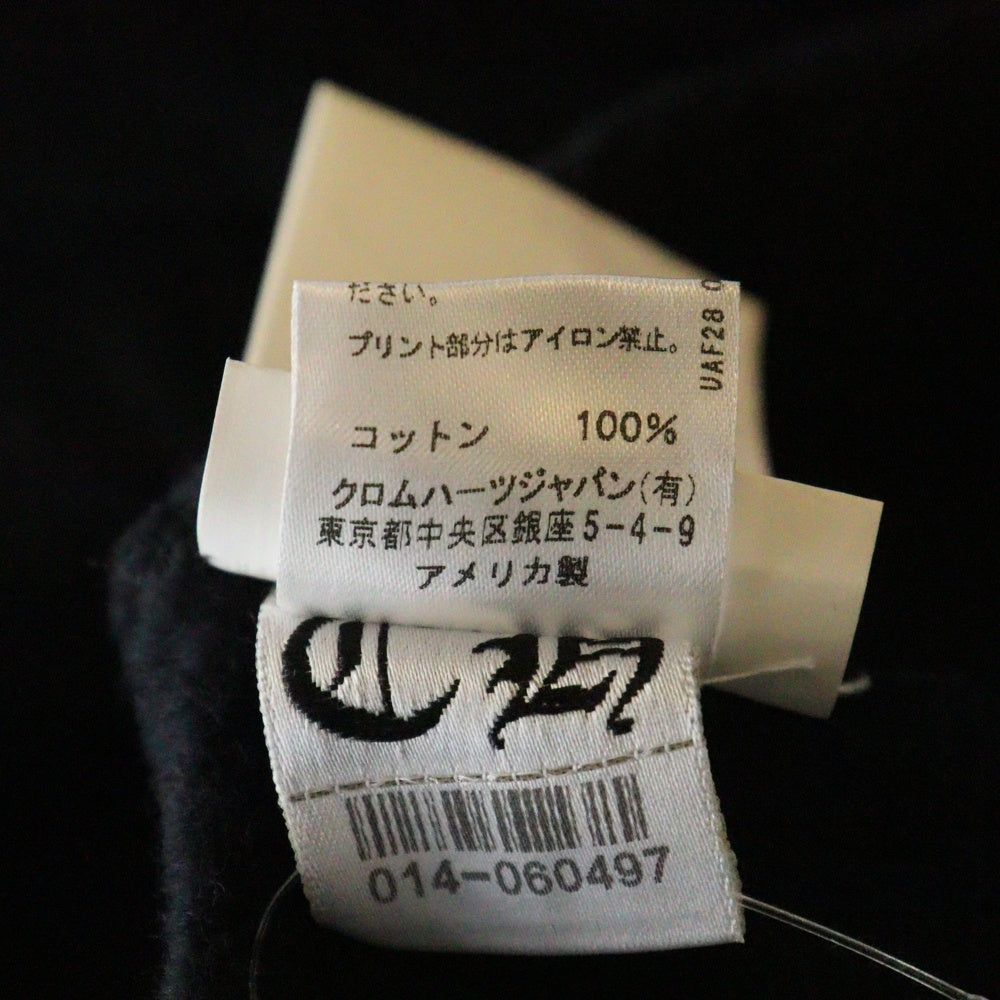 ださい。
プリント部分はアイロン禁止。
UAF28
コットン 100%
クロムハーツジャパン(有)
東京都中央区銀座5-4-9
アメリカ製
CH
014-060497